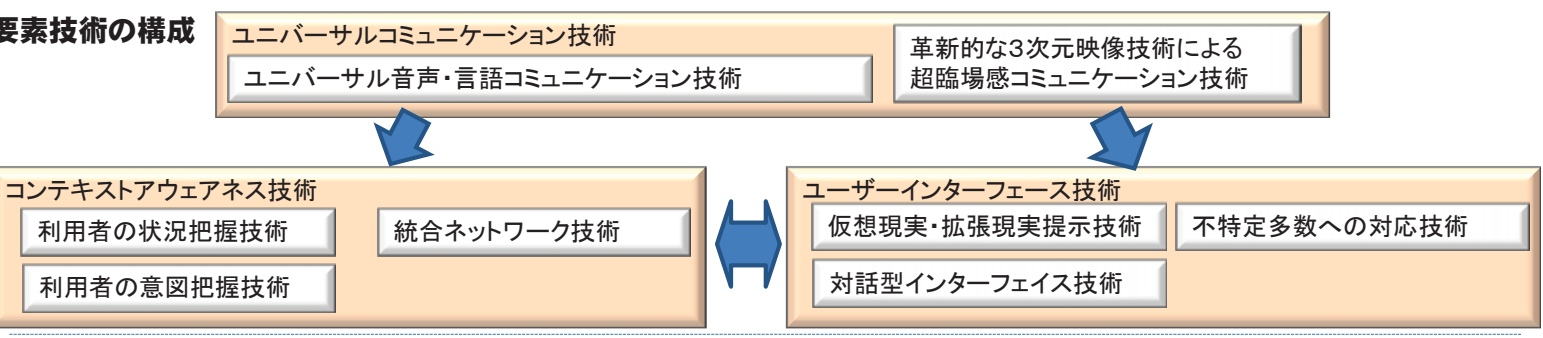 要素技術の構成
ユニバーサルコミュニケーション技術
ユニバーサル音声・言語コミュニケーション技術
革新的な３次元映像技術による
超臨場感コミュニケーション技術
コンテキストアウェアネス技術
利用者の状況把握技術
統合ネットワーク技術
利用者の意図把握技術
ユーザーインターフェース技術
仮想現実・拡張現実提示技術
不特定多数への対応技術
対話型インターフェイス技術